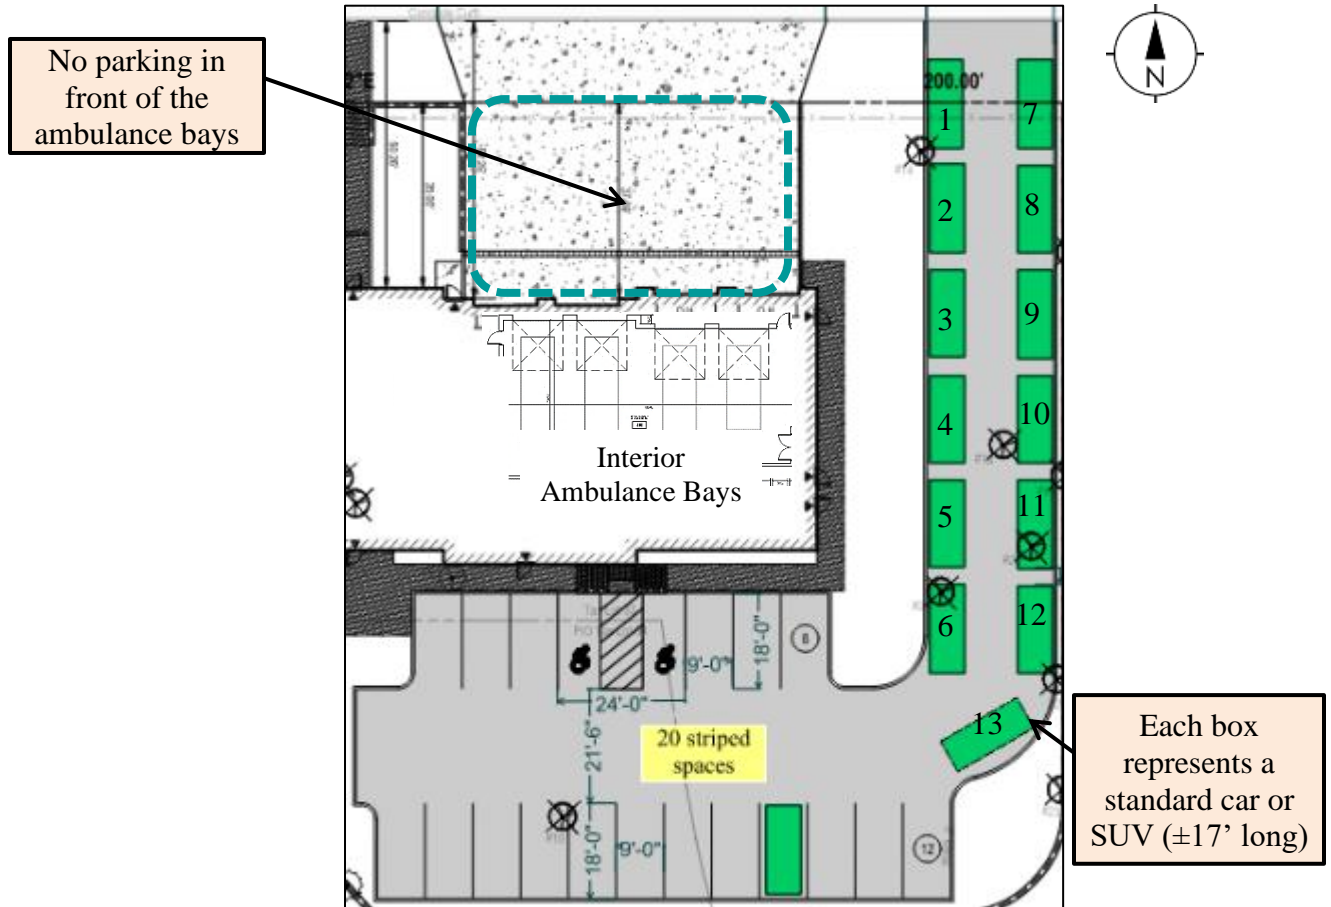 No parking in
front of the
ambulance bays
N
200.00'
1
7
2
8
3
9
4
10
5
11
6
12
13
Interior
Ambulance Bays
8
9'-0"
18'-0"
24'-0"
21'-6"
20 striped
spaces
18'-0"
9'-0"
12
Each box
represents a
standard car or
SUV (±17’ long)